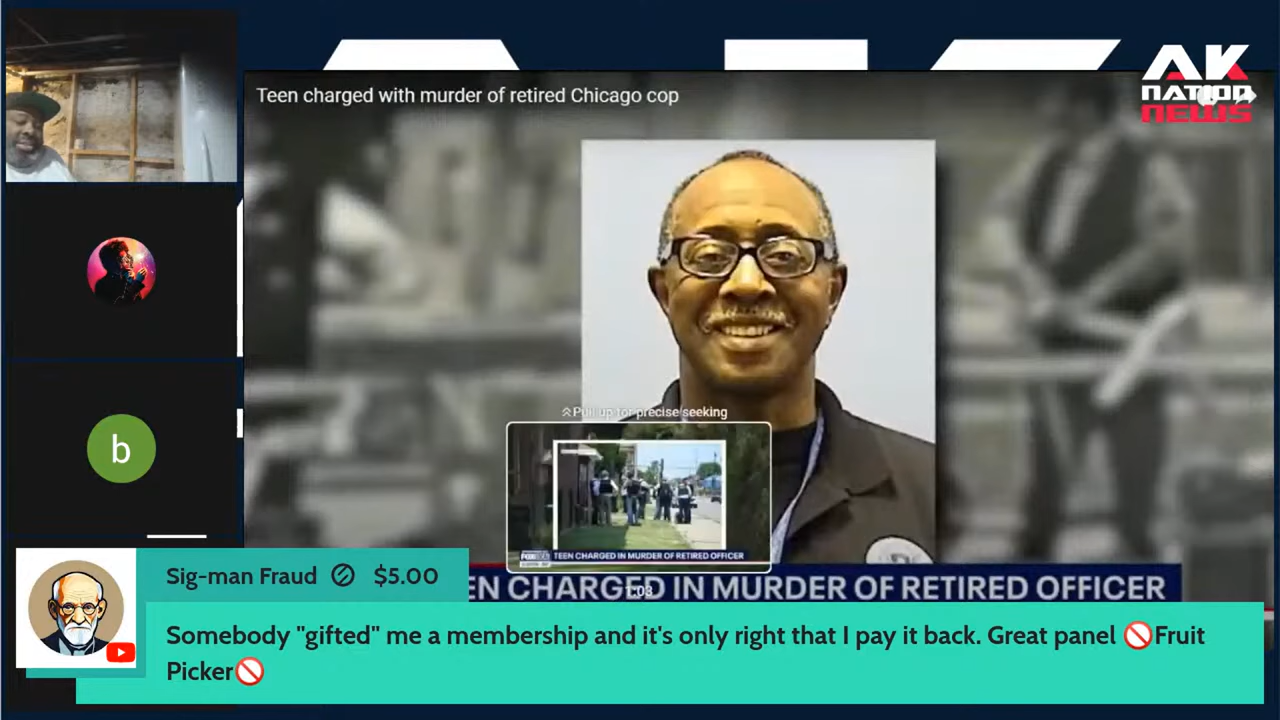 Teen charged with murder of retired Chicago cop
AK
NATION
NEWS
Pull up for precise seeking
TEEN CHARGED IN MURDER OF RETIRED OFFICER
b
1:03
EN CHARGED IN MURDER OF RETIRED OFFICER
Sig-man Fraud $5.00
Somebody "gifted" me a membership and it's only right that I pay it back. Great panel 🚫Fruit
Picker🚫